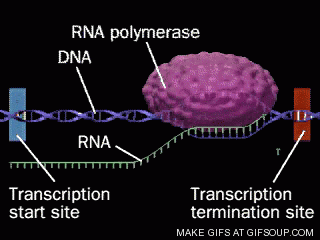 RNA polymerase
DNA
RNA
T
Transcription
start site
Transcription
termination site
MAKE GIFS AT GIFSOUP.COM